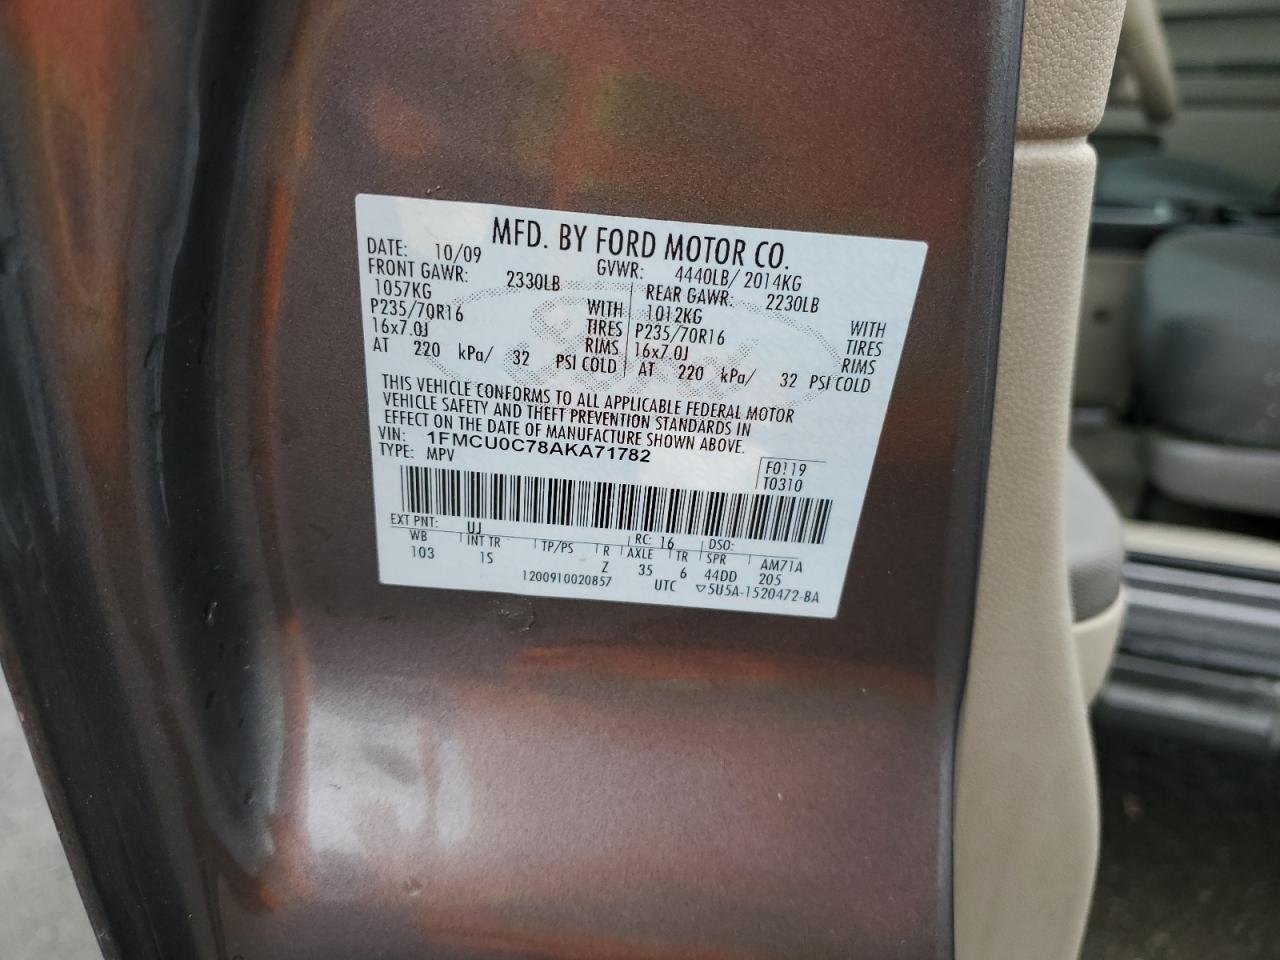 MFD. BY FORD MOTOR CO.
DATE: 10/09 GVWR: 4440LB/ 2014KG
FRONT GAWR: 2330LB REAR GAWR: 2230LB
1057KG WITH 1012KG WITH
P235/70R16 TIRES P235/70R16 TIRES
16x7.0J RIMS 16x7.0J RIMS
AT 220 kPa/ 32 PSI COLD AT 220 kPa/ 32 PSI COLD
THIS VEHICLE CONFORMS TO ALL APPLICABLE FEDERAL MOTOR
VEHICLE SAFETY AND THEFT PREVENTION STANDARDS IN
EFFECT ON THE DATE OF MANUFACTURE SHOWN ABOVE.
VIN: 1FMCU0C78AKA71782
TYPE: MPV F0119
T0310
EXT PNT: UJ RC: 16 DSO:
WB INT TR TP/PS R AXLE TR SPR AM71A
103 1S Z 35 6 44DD 205
1200910020857 UTC ▽5U5A-1520472-BA